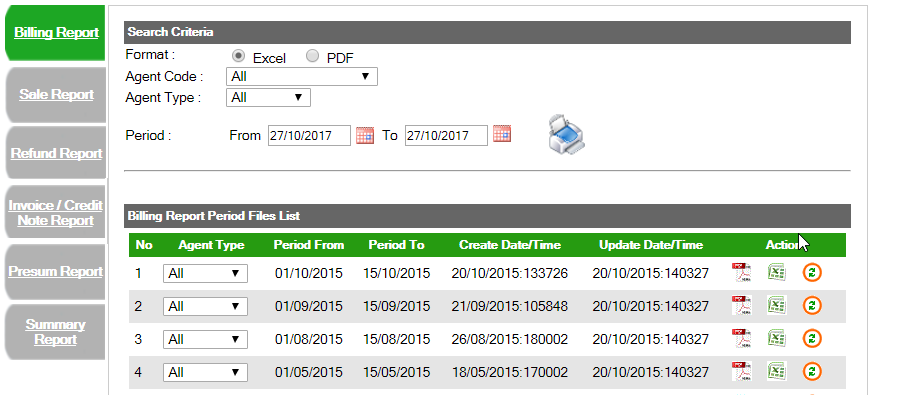 Billing Report
Sale Report
Refund Report
Invoice / Credit
Note Report
Presum Report
Summary
Report
Search Criteria
Format : Excel PDF
Agent Code : All
Agent Type : All
Period : From 27/10/2017 To 27/10/2017
Billing Report Period Files List
No Agent Type Period From Period To Create Date/Time Update Date/Time Action
1 All 01/10/2015 15/10/2015 20/10/2015:133726 20/10/2015:140327
2 All 01/09/2015 15/09/2015 21/09/2015:105848 20/10/2015:140327
3 All 01/08/2015 15/08/2015 26/08/2015:180002 20/10/2015:140327
4 All 01/05/2015 15/05/2015 18/05/2015:170002 20/10/2015:140327